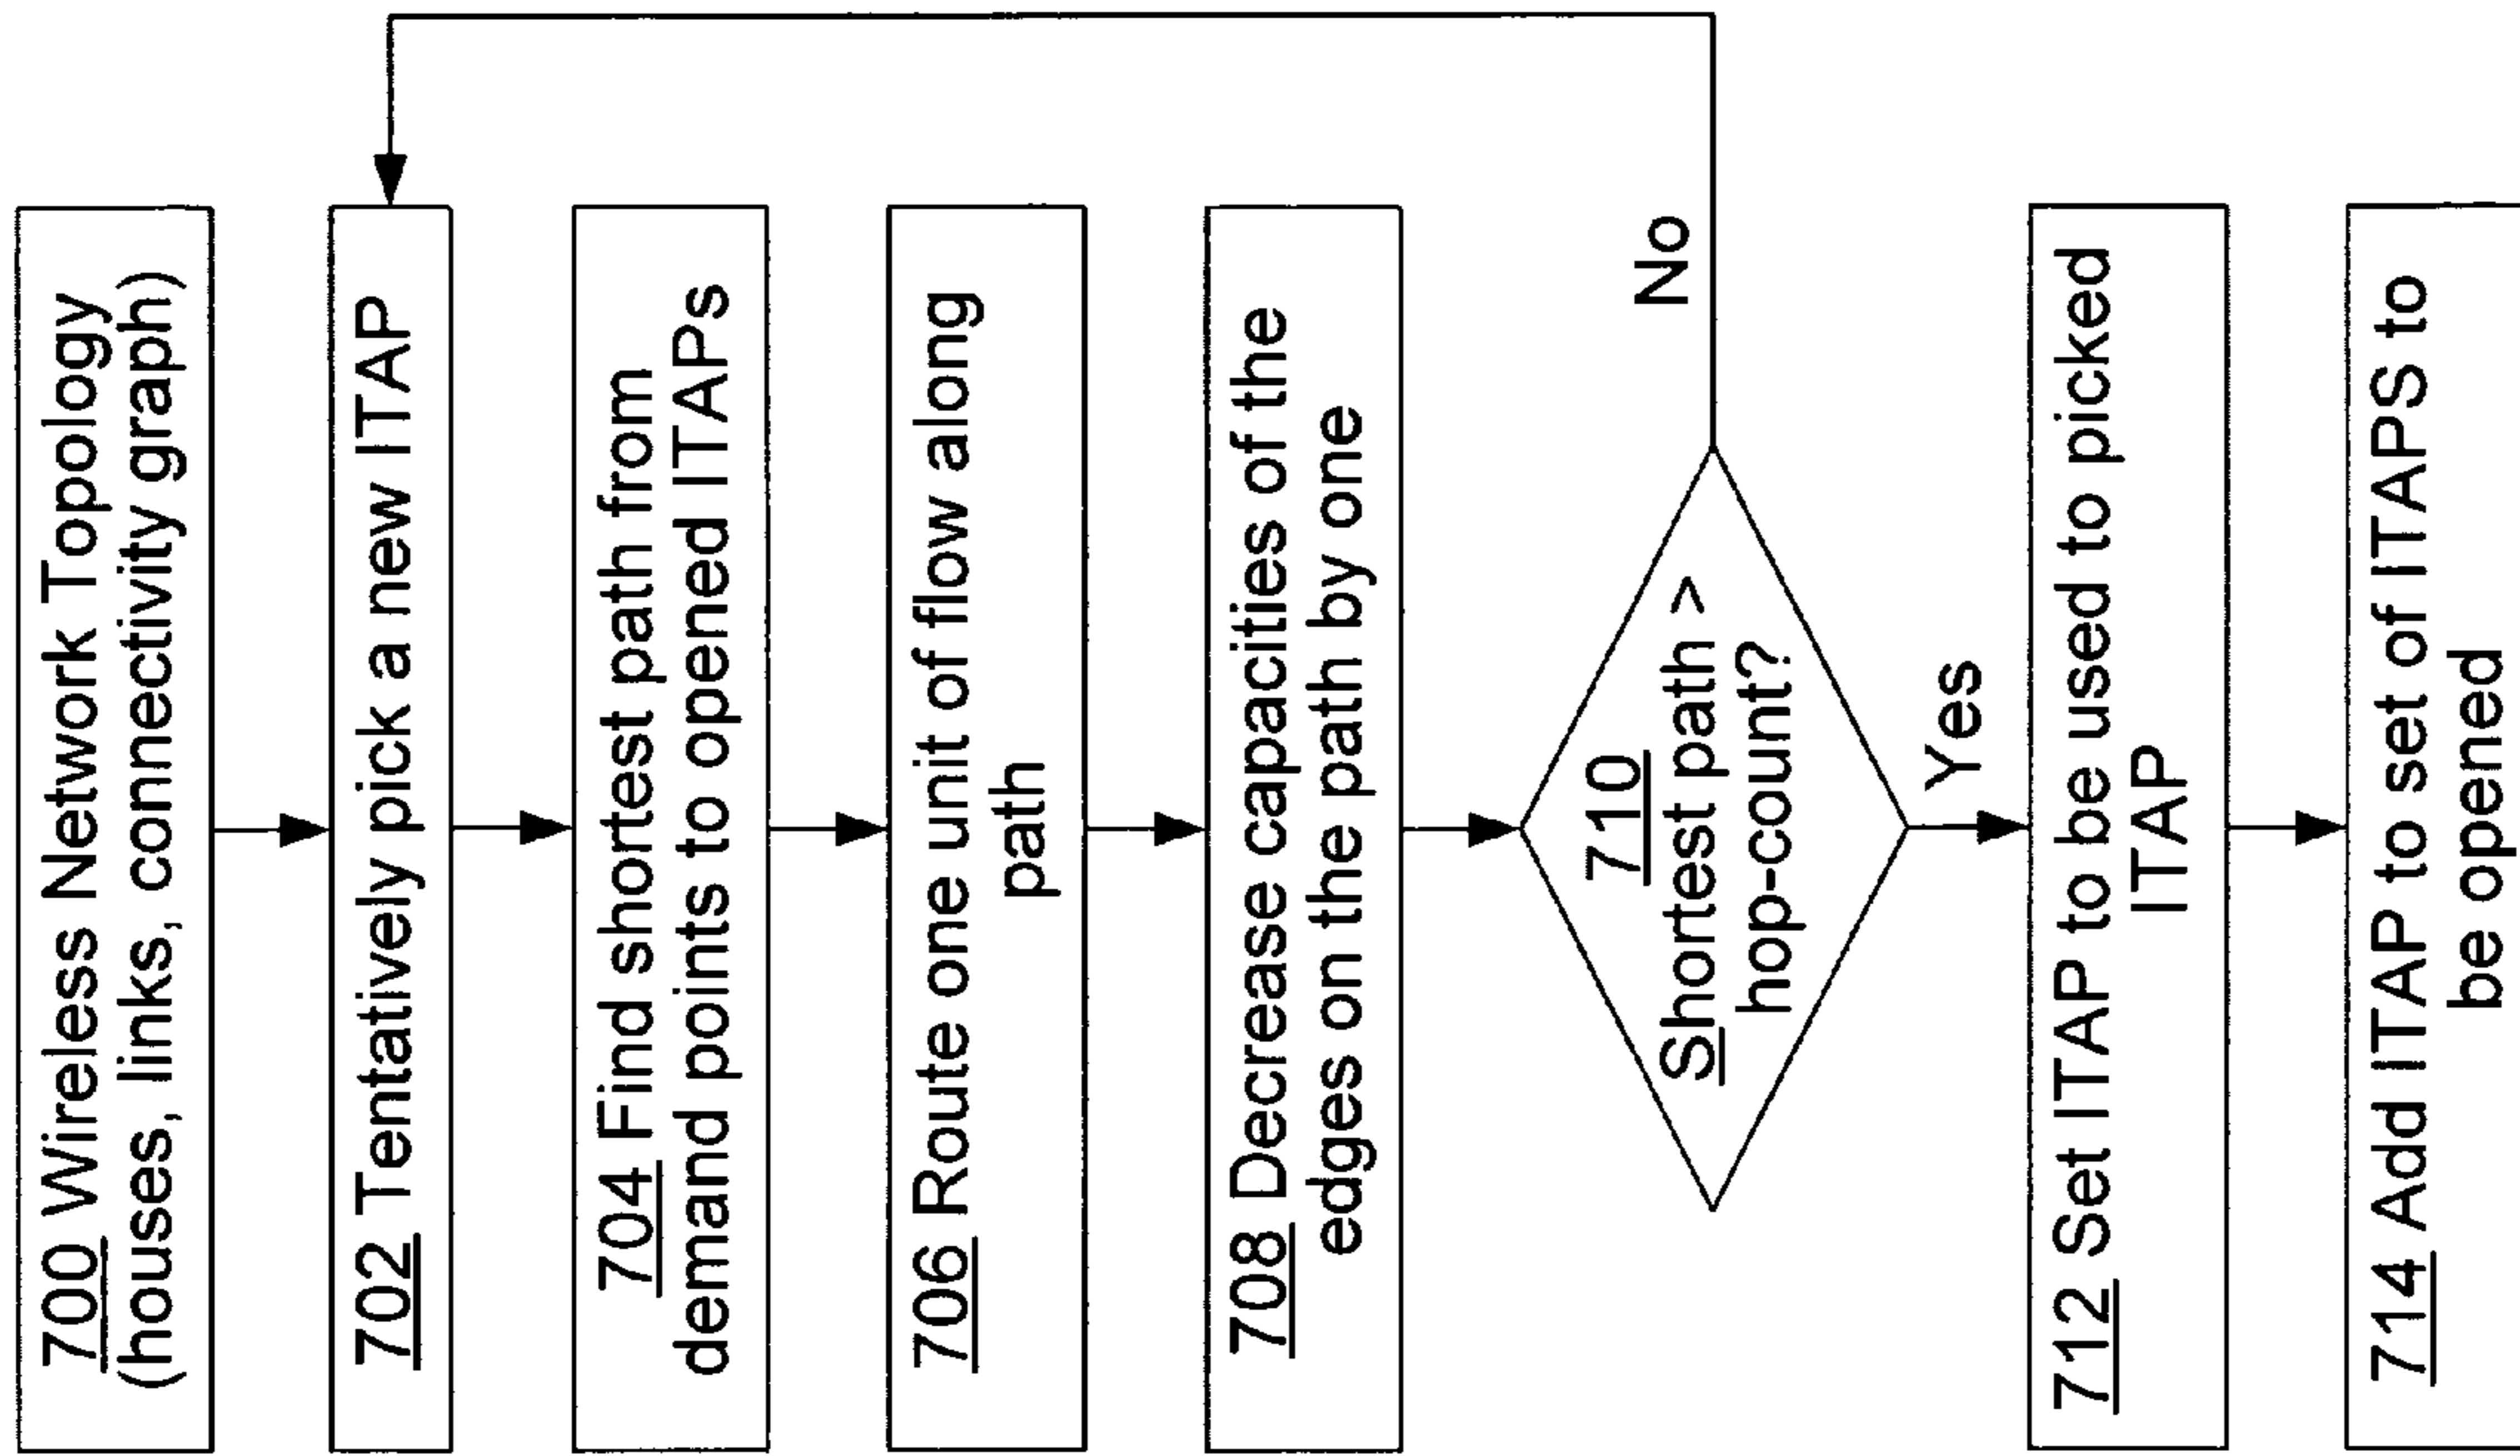 700 Wireless Network Topology
(houses, links, connectivity graph)
702 Tentatively pick a new ITAP
704 Find shortest path from
demand points to opened ITAPs
706 Route one unit of flow along
path
708 Decrease capacities of the
edges on the path by one
710
Shortest path >
hop-count?
No
Yes
712 Set ITAP to be used to picked
ITAP
714 Add ITAP to set of ITAPS to
be opened